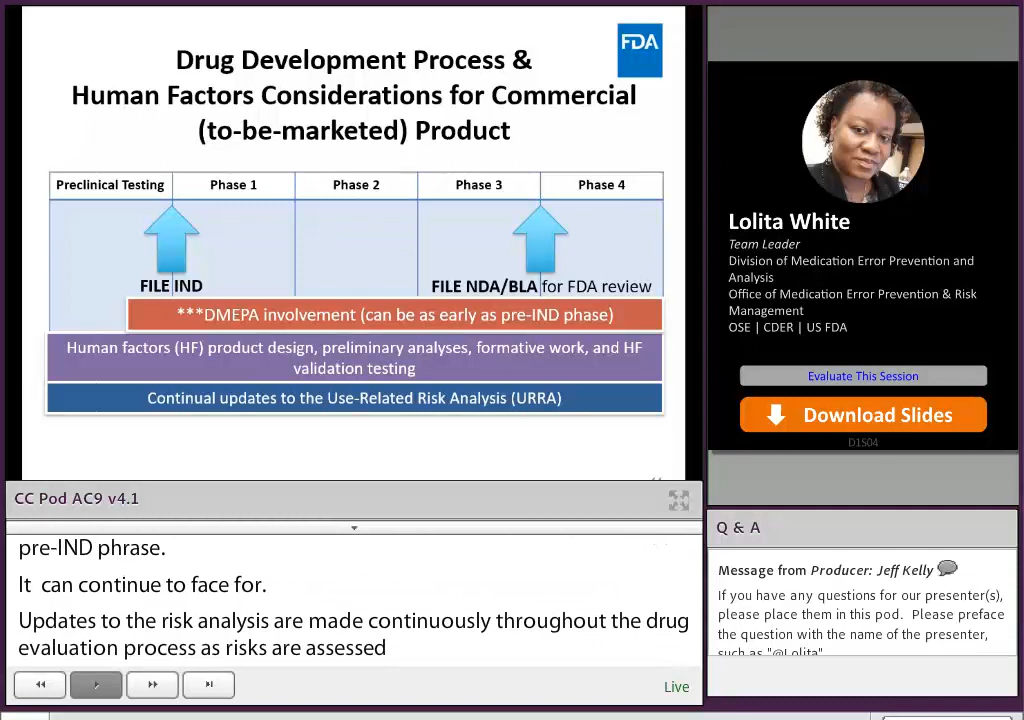 FDA
Drug Development Process &
Human Factors Considerations for Commercial
(to-be-marketed) Product
Preclinical Testing
Phase 1
Phase 2
Phase 3
Phase 4
FILE IND
FILE NDA/BLA for FDA review
***DMEPA involvement (can be as early as pre-IND phase)
Human factors (HF) product design, preliminary analyses, formative work, and HF
validation testing
Continual updates to the Use-Related Risk Analysis (URRA)
CC Pod AC9 v4.1
pre-IND phrase.
It can continue to face for.
Updates to the risk analysis are made continuously throughout the drug
evaluation process as risks are assessed
Live
Lolita White
Team Leader
Division of Medication Error Prevention and
Analysis
Office of Medication Error Prevention & Risk
Management
OSE | CDER | US FDA
Evaluate This Session
Download Slides
D1S04
Q & A
Message from Producer: Jeff Kelly
If you have any questions for our presenter(s),
please place them in this pod. Please preface
the question with the name of the presenter,
such as "@Lolita"